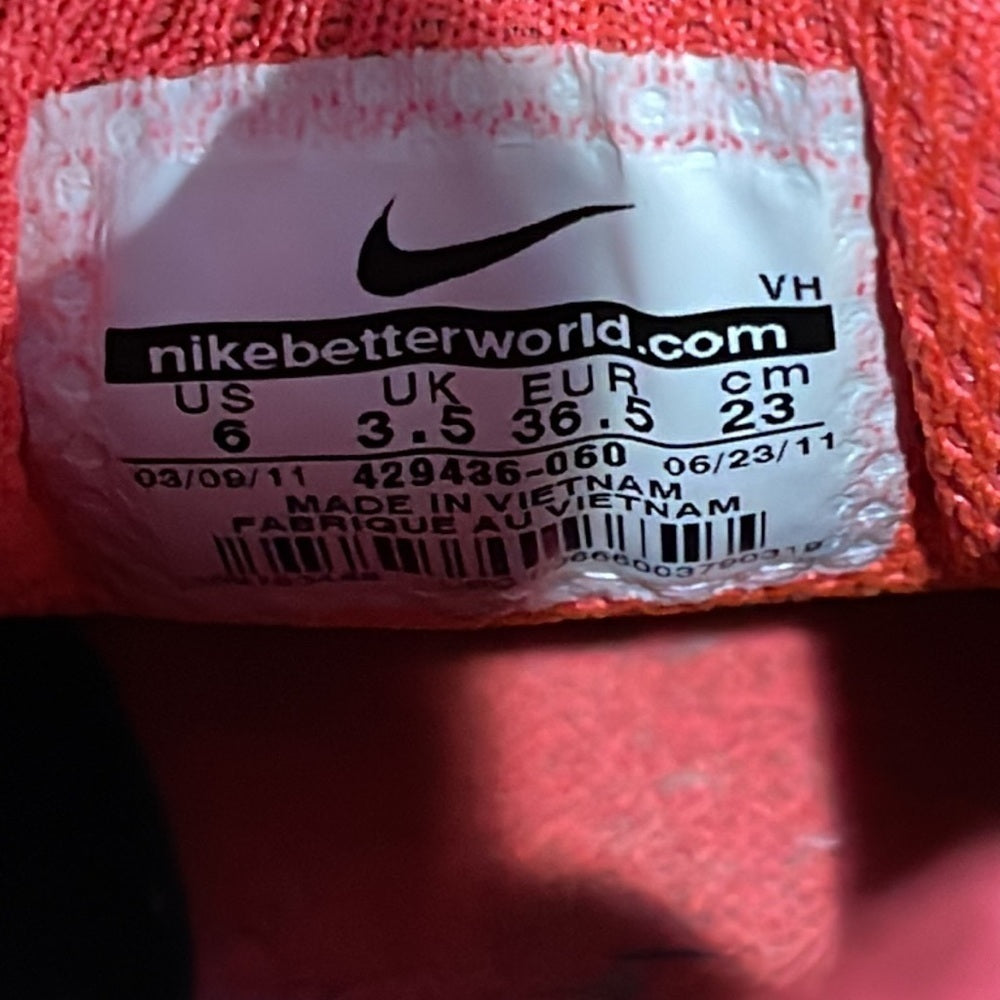 VH
nikebetterworld.com
US UK EUR cm
6 3.5 36.5 23
03/09/11 429436-060 06/23/11
MADE IN VIETNAM
FABRIQUE AU VIETNAM